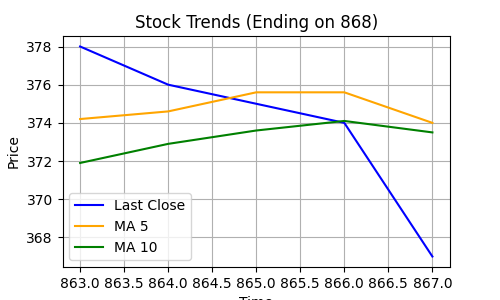 Stock Trends (Ending on 868)
378
376
374
372
370
368
Price
Last Close
MA 5
MA 10
863.0 863.5 864.0 864.5 865.0 865.5 866.0 866.5 867.0
Time